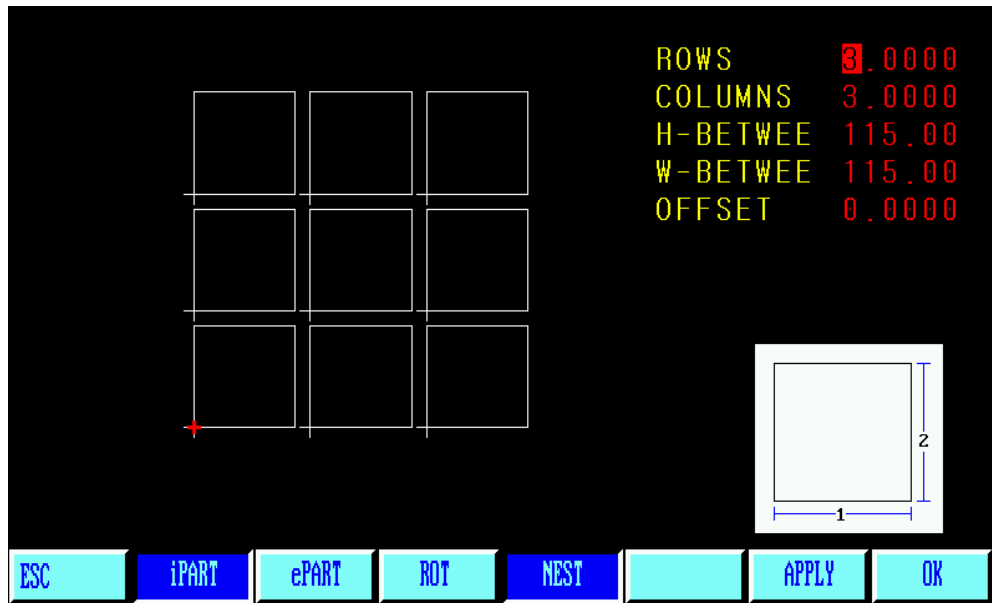 ROWS 3.0000
COLUMNS 3.0000
H-BETWEE 115.00
W-BETWEE 115.00
OFFSET 0.0000
2
1
ESC iPART ePART ROT NEST APPLY OK